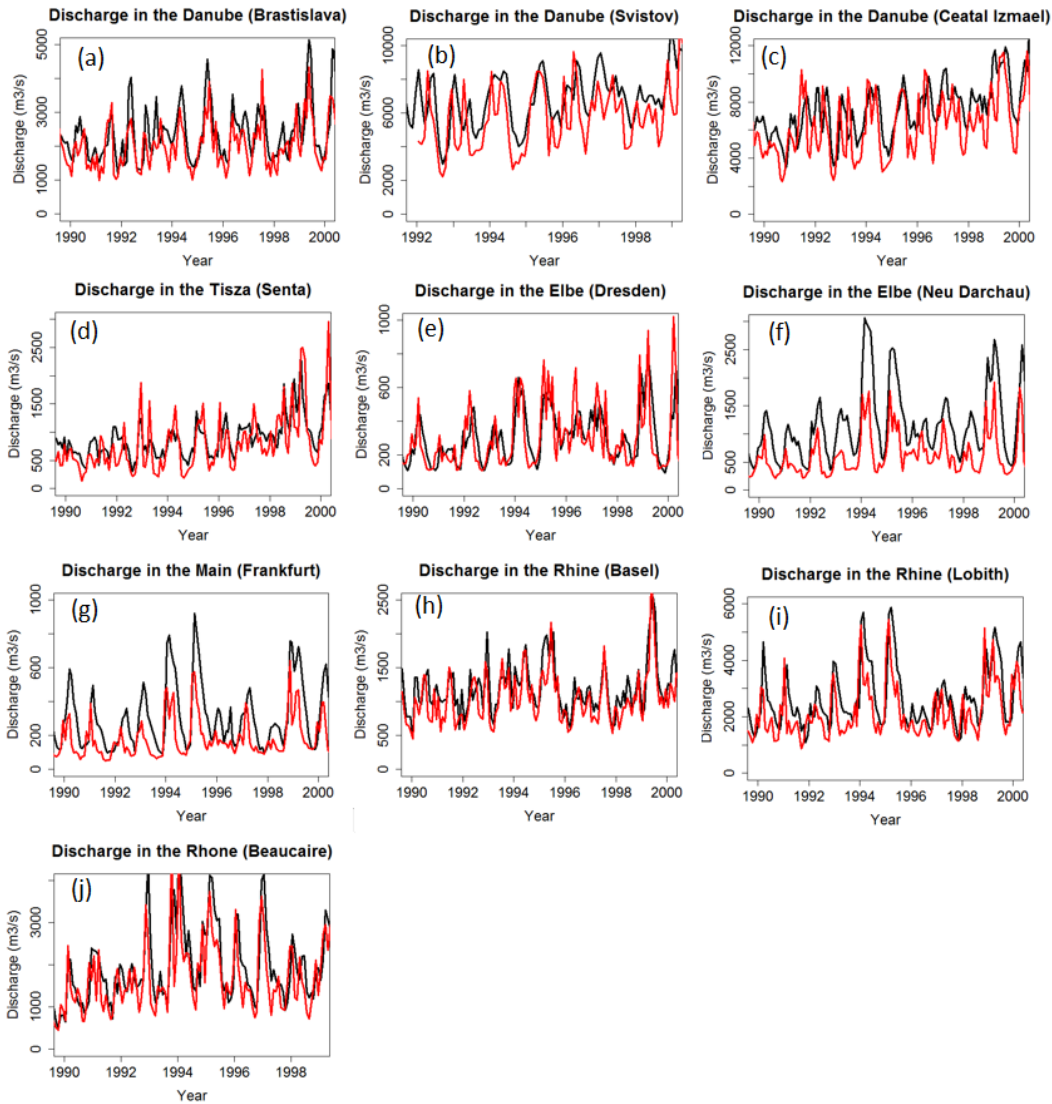 Discharge in the Danube (Brastislava)
(a)
Discharge (m3/s)
0 1000 2000 3000 4000 5000
1990 1992 1994 1996 1998 2000
Year
Discharge in the Danube (Svistov)
(b)
Discharge (m3/s)
0 2000 4000 6000 8000 10000
1992 1994 1996 1998
Year
Discharge in the Danube (Ceatal Izmael)
(c)
Discharge (m3/s)
0 4000 8000 12000
1990 1992 1994 1996 1998 2000
Year
Discharge in the Tisza (Senta)
(d)
Discharge (m3/s)
0 500 1500 2500
1990 1992 1994 1996 1998 2000
Year
Discharge in the Elbe (Dresden)
(e)
Discharge (m3/s)
0 200 600 1000
1990 1992 1994 1996 1998 2000
Year
Discharge in the Elbe (Neu Darchau)
(f)
Discharge (m3/s)
0 500 1500 2500
1990 1992 1994 1996 1998 2000
Year
Discharge in the Main (Frankfurt)
(g)
Discharge (m3/s)
0 200 600 1000
1990 1992 1994 1996 1998 2000
Year
Discharge in the Rhine (Basel)
(h)
Discharge (m3/s)
0 500 1500 2500
1990 1992 1994 1996 1998 2000
Year
Discharge in the Rhine (Lobith)
(i)
Discharge (m3/s)
0 2000 4000 6000
1990 1992 1994 1996 1998 2000
Year
Discharge in the Rhone (Beaucaire)
(j)
Discharge (m3/s)
0 1000 3000
1990 1992 1994 1996 1998
Year